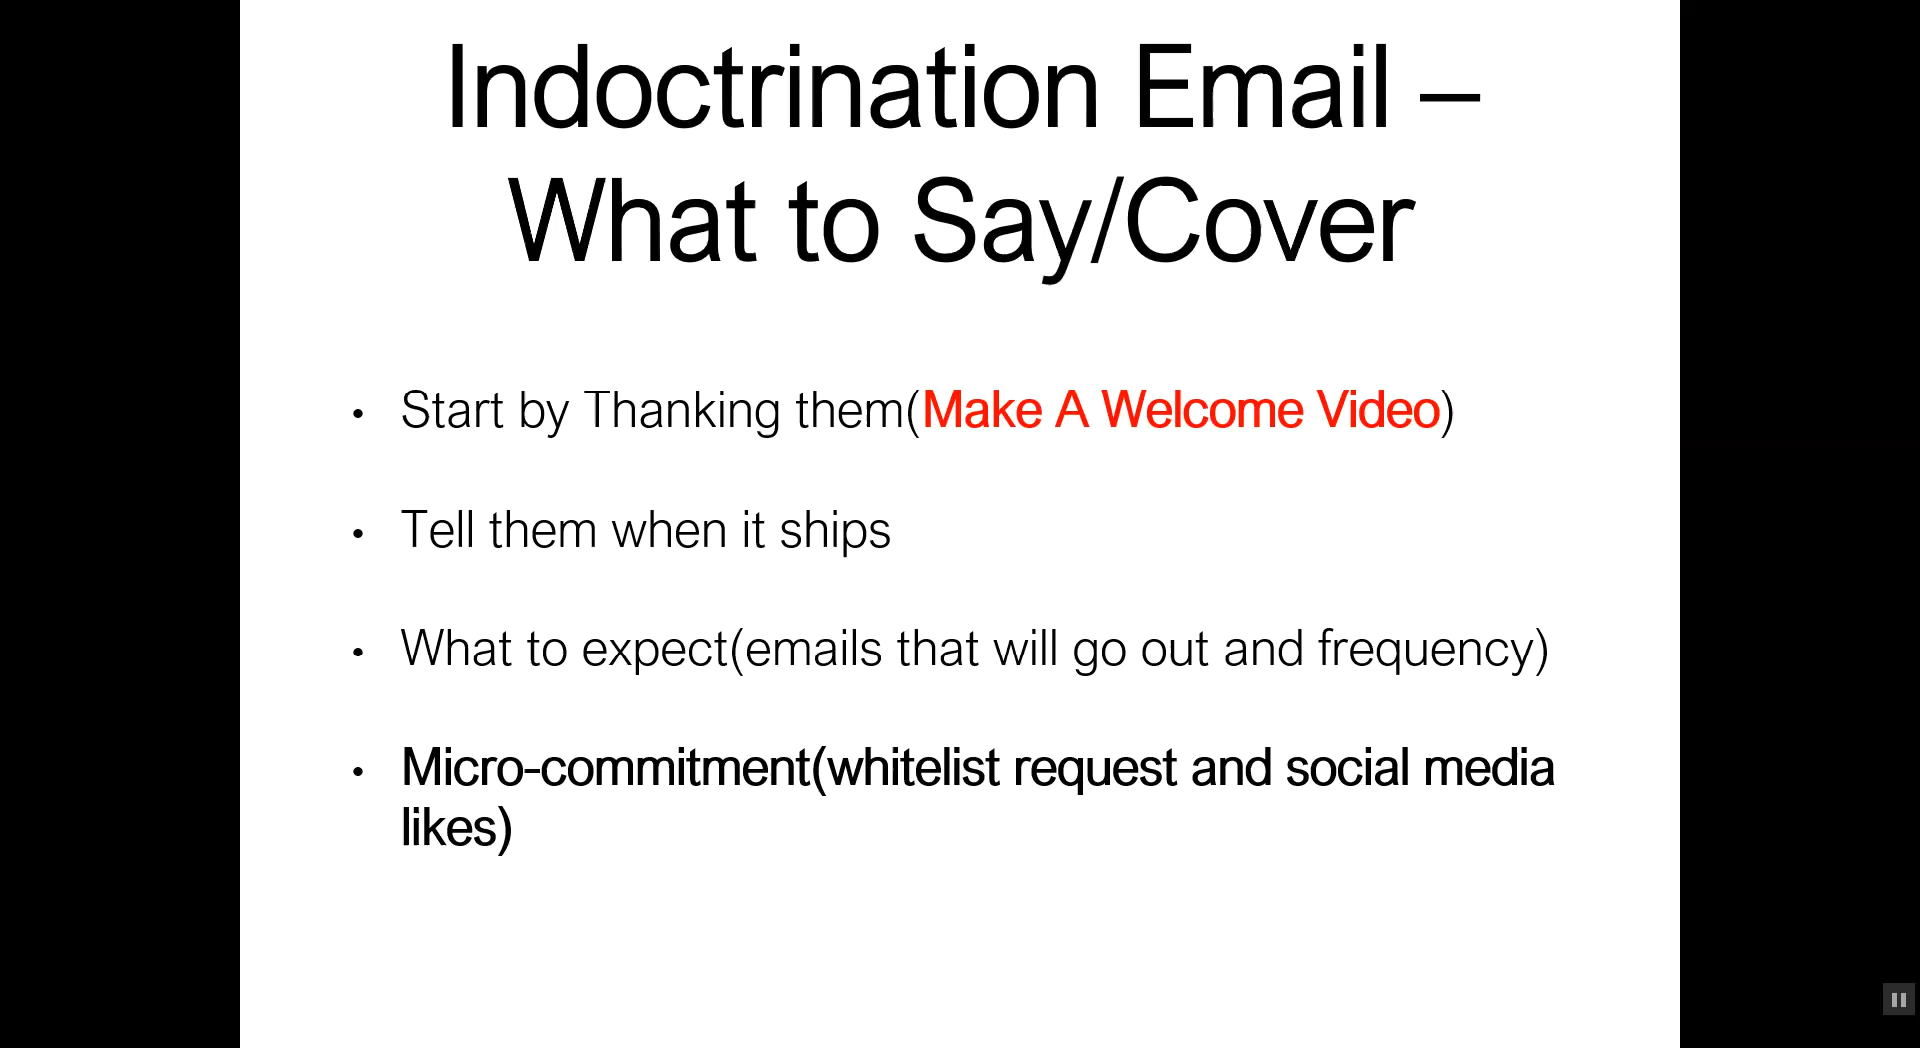 Indoctrination Email –
What to Say/Cover
• Start by Thanking them(Make A Welcome Video)
• Tell them when it ships
• What to expect(emails that will go out and frequency)
• Micro-commitment(whitelist request and social media
likes)